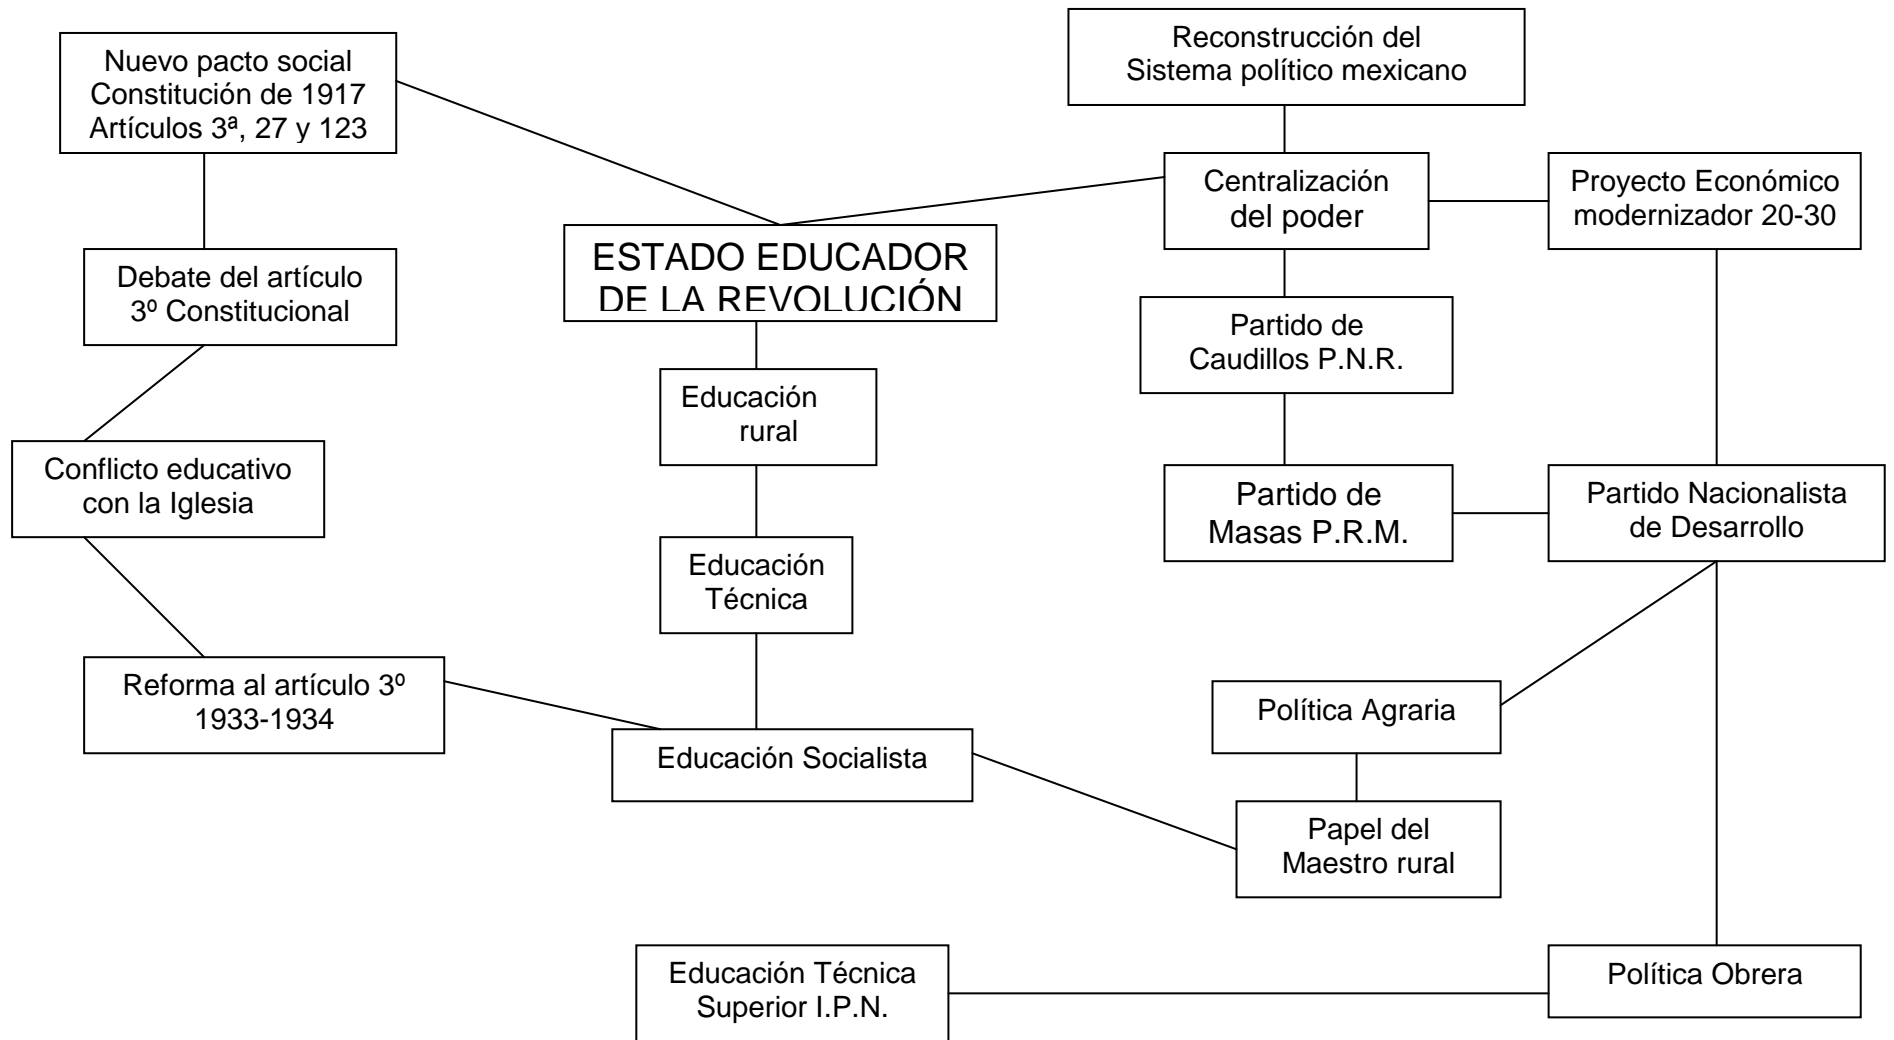 Reconstrucción del
Sistema político mexicano
Nuevo pacto social
Constitución de 1917
Artículos 3ª, 27 y 123
Centralización
del poder
Proyecto Económico
modernizador 20-30
ESTADO EDUCADOR
DE LA REVOLUCIÓN
Debate del artículo
3º Constitucional
Partido de
Caudillos P.N.R.
Educación
rural
Conflicto educativo
con la Iglesia
Partido de
Masas P.R.M.
Partido Nacionalista
de Desarrollo
Educación
Técnica
Reforma al artículo 3º
1933-1934
Política Agraria
Educación Socialista
Papel del
Maestro rural
Educación Técnica
Superior I.P.N.
Política Obrera